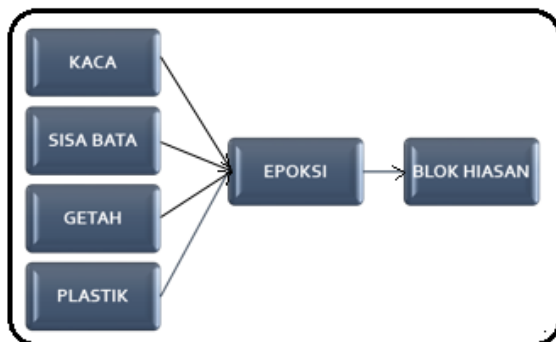 KACA
SISA BATA
GETAH
PLASTIK
EPOKSI
BLOK HIASAN